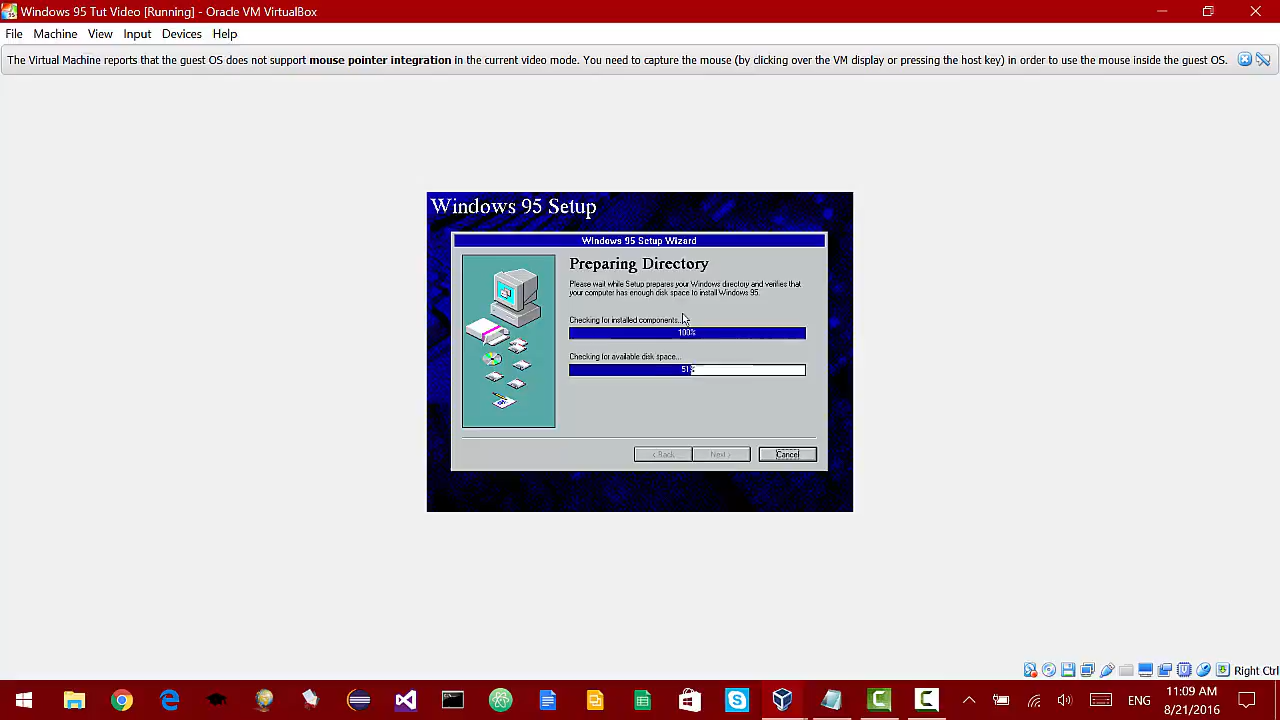 Windows 95 Tut Video [Running] - Oracle VM VirtualBox
File Machine View Input Devices Help
The Virtual Machine reports that the guest OS does not support mouse pointer integration in the current video mode. You need to capture the mouse (by clicking over the VM display or pressing the host key) in order to use the mouse inside the guest OS.
Windows 95 Setup
Windows 95 Setup Wizard
Preparing Directory
Please wait while Setup prepares your Windows directory and verifies that
your computer has enough disk space to install Windows 95.
Checking for installed components...
100%
Checking for available disk space...
51%
< Back Next > Cancel
Right Ctrl
ENG
11:09 AM
8/21/2016